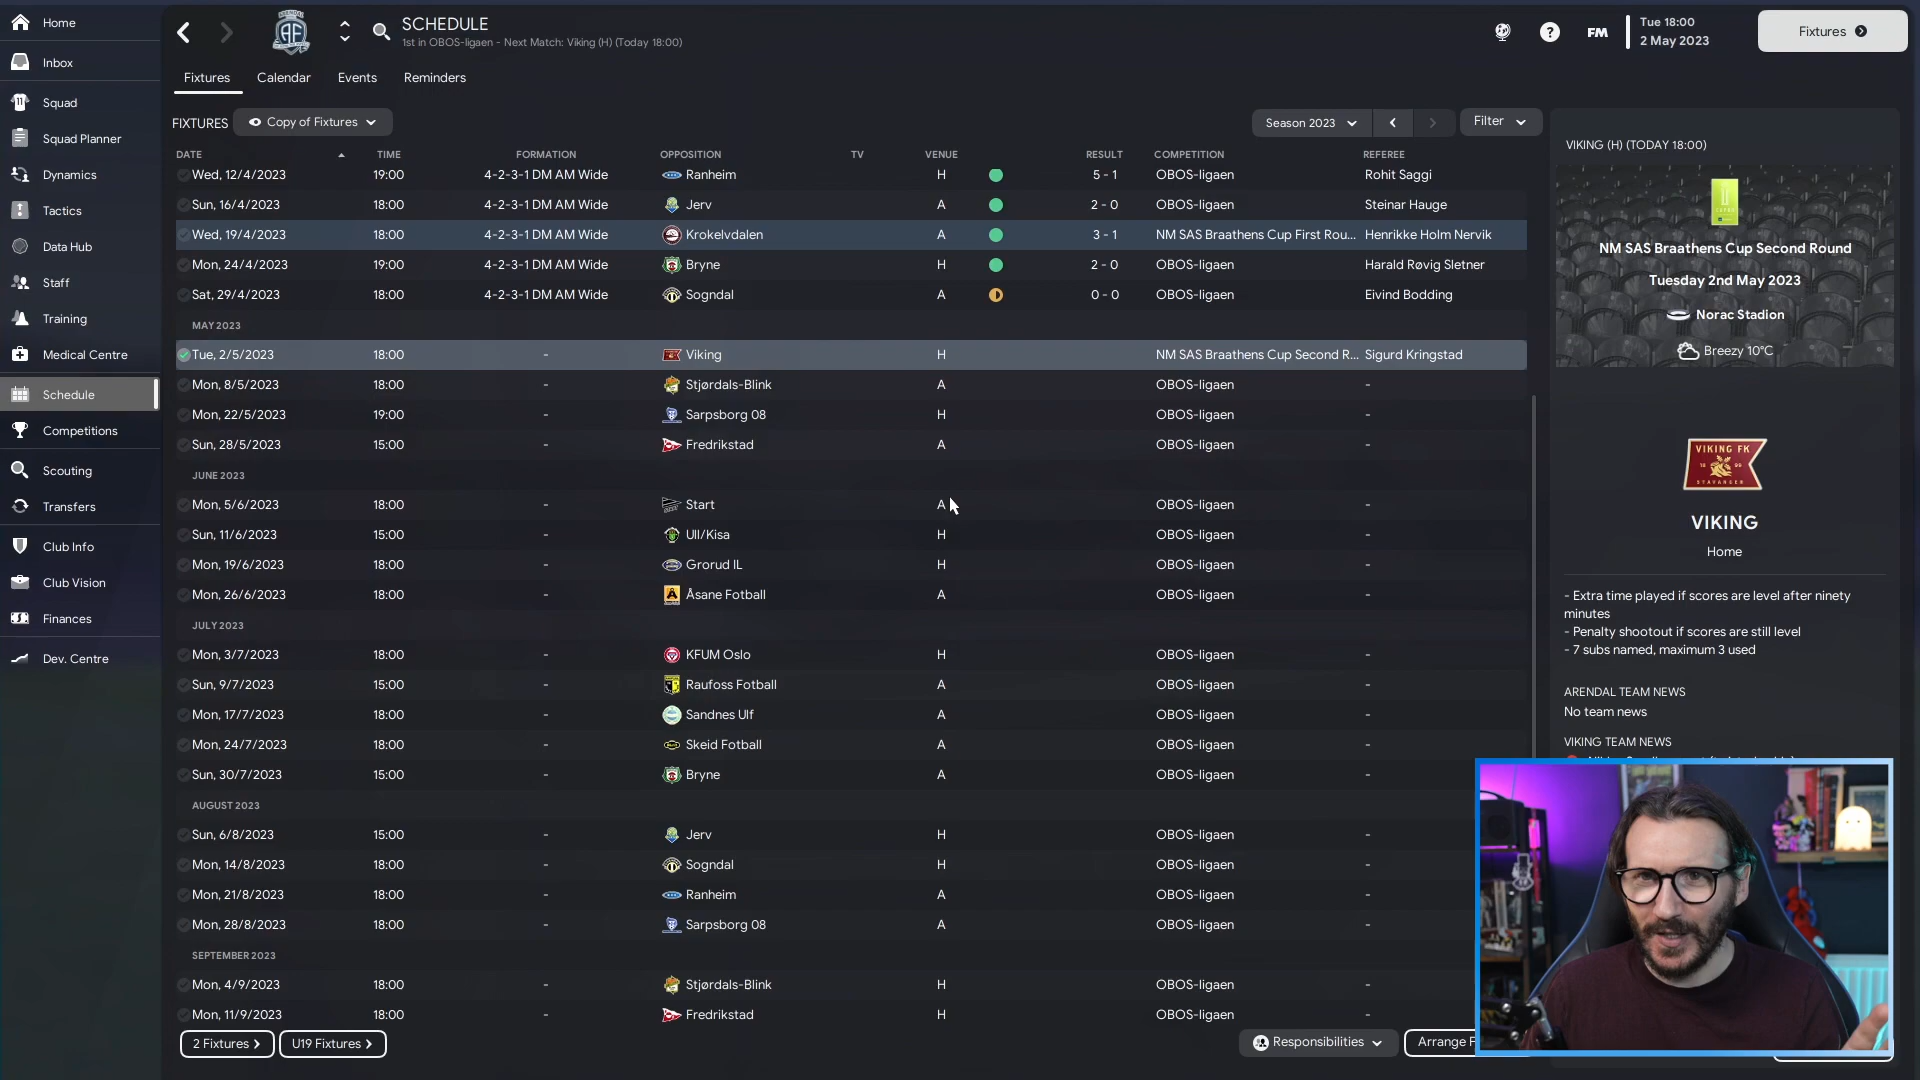 Home
Inbox
Squad
Squad Planner
Dynamics
Tactics
Data Hub
Staff
Training
Medical Centre
Schedule
Competitions
Scouting
Transfers
Club Info
Club Vision
Finances
Dev. Centre
SCHEDULE
1st in OBOS-ligaen - Next Match: Viking (H) (Today 18:00)
FM
Tue 18:00
2 May 2023
Fixtures
Fixtures Calendar Events Reminders
FIXTURES Copy of Fixtures Season 2023 Filter
DATE TIME FORMATION OPPOSITION TV VENUE RESULT COMPETITION REFEREE
Wed, 12/4/2023 19:00 4-2-3-1 DM AM Wide Ranheim H 5 - 1 OBOS-ligaen Rohit Saggi
Sun, 16/4/2023 18:00 4-2-3-1 DM AM Wide Jerv A 2 - 0 OBOS-ligaen Steinar Hauge
Wed, 19/4/2023 18:00 4-2-3-1 DM AM Wide Krokelvdalen A 3 - 1 NM SAS Braathens Cup First Rou... Henrikke Holm Nervik
Mon, 24/4/2023 19:00 4-2-3-1 DM AM Wide Bryne H 2 - 0 OBOS-ligaen Harald Røvig Sletner
Sat, 29/4/2023 18:00 4-2-3-1 DM AM Wide Sogndal A 0 - 0 OBOS-ligaen Eivind Bodding
MAY 2023
Tue, 2/5/2023 18:00 - Viking H NM SAS Braathens Cup Second R... Sigurd Kringstad
Mon, 8/5/2023 18:00 - Stjørdals-Blink A OBOS-ligaen -
Mon, 22/5/2023 19:00 - Sarpsborg 08 H OBOS-ligaen -
Sun, 28/5/2023 15:00 - Fredrikstad A OBOS-ligaen -
JUNE 2023
Mon, 5/6/2023 18:00 - Start A OBOS-ligaen -
Sun, 11/6/2023 15:00 - Ull/Kisa H OBOS-ligaen -
Mon, 19/6/2023 18:00 - Grorud IL H OBOS-ligaen -
Mon, 26/6/2023 18:00 - Åsane Fotball A OBOS-ligaen -
JULY 2023
Mon, 3/7/2023 18:00 - KFUM Oslo H OBOS-ligaen -
Sun, 9/7/2023 15:00 - Raufoss Fotball A OBOS-ligaen -
Mon, 17/7/2023 18:00 - Sandnes Ulf A OBOS-ligaen -
Mon, 24/7/2023 18:00 - Skeid Fotball A OBOS-ligaen -
Sun, 30/7/2023 15:00 - Bryne A OBOS-ligaen -
AUGUST 2023
Sun, 6/8/2023 15:00 - Jerv H OBOS-ligaen -
Mon, 14/8/2023 18:00 - Sogndal H OBOS-ligaen -
Mon, 21/8/2023 18:00 - Ranheim A OBOS-ligaen -
Mon, 28/8/2023 18:00 - Sarpsborg 08 A OBOS-ligaen -
SEPTEMBER 2023
Mon, 4/9/2023 18:00 - Stjørdals-Blink H OBOS-ligaen -
Mon, 11/9/2023 18:00 - Fredrikstad H OBOS-ligaen -
2 Fixtures U19 Fixtures Responsibilities Arrange F
VIKING (H) (TODAY 18:00)
NM SAS Braathens Cup Second Round
Tuesday 2nd May 2023
Norac Stadion
Breezy 10°C
VIKING FK
18 99
STAVANGER
VIKING
Home
- Extra time played if scores are level after ninety
minutes
- Penalty shootout if scores are still level
- 7 subs named, maximum 3 used
ARENDAL TEAM NEWS
No team news
VIKING TEAM NEWS